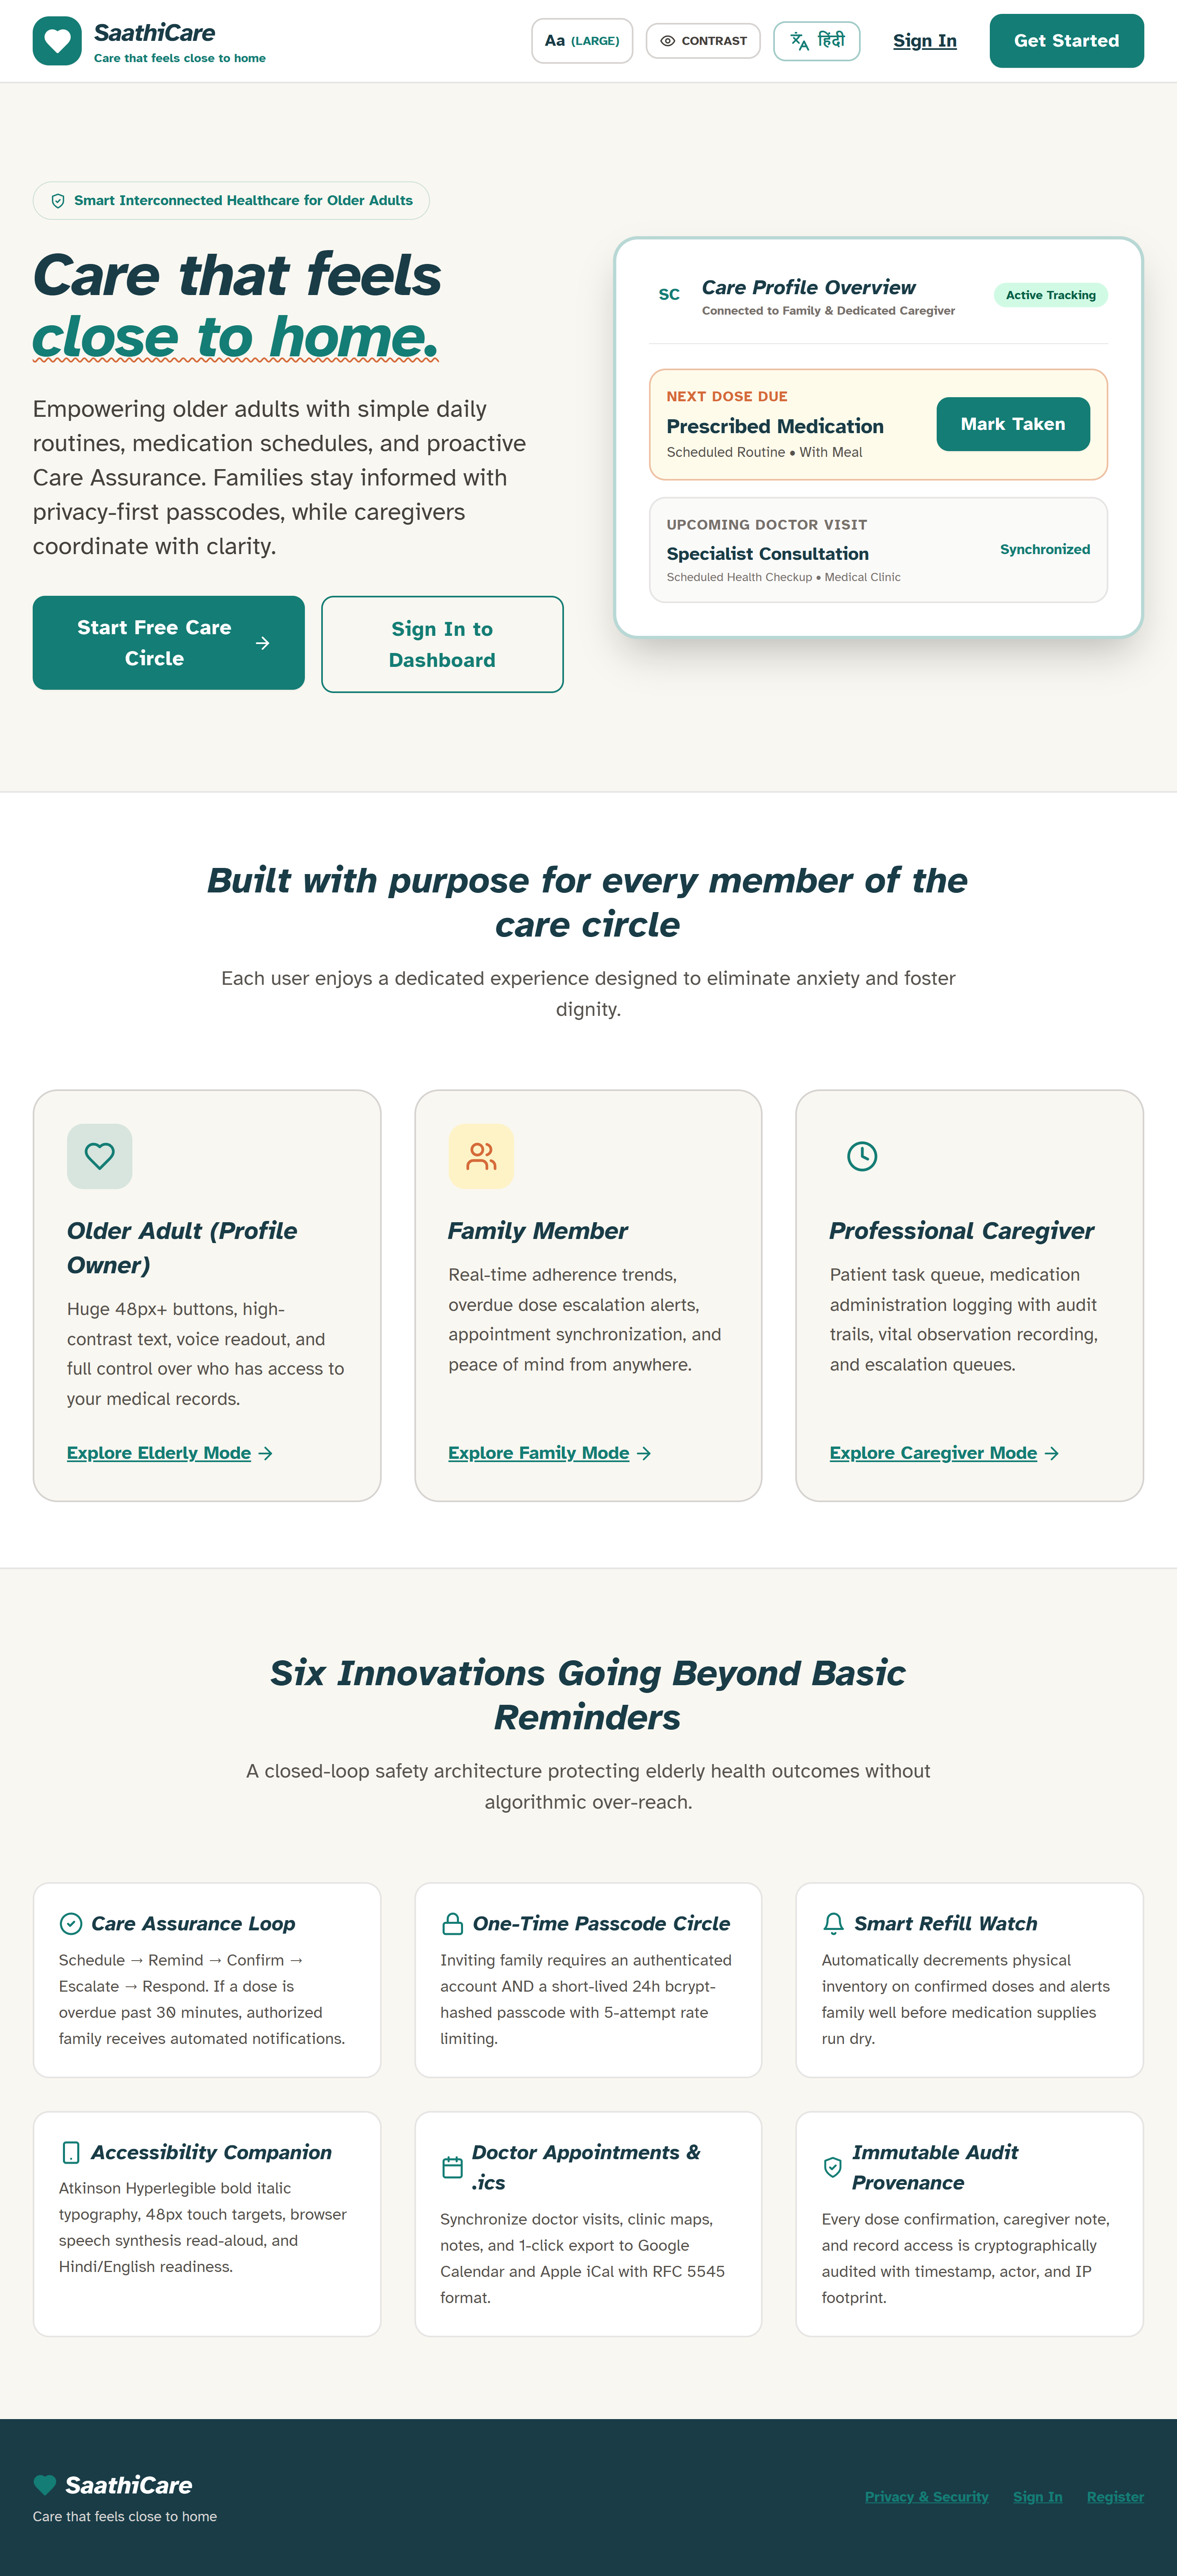 SaathiCare
Care that feels close to home
Aa (LARGE)
CONTRAST
हिंदी
Sign In
Get Started
Smart Interconnected Healthcare for Older Adults
Care that feels
close to home.
Empowering older adults with simple daily
routines, medication schedules, and proactive
Care Assurance. Families stay informed with
privacy-first passcodes, while caregivers
coordinate with clarity.
Start Free Care
Circle
Sign In to
Dashboard
SC
Care Profile Overview
Connected to Family & Dedicated Caregiver
Active Tracking
NEXT DOSE DUE
Prescribed Medication
Scheduled Routine • With Meal
Mark Taken
UPCOMING DOCTOR VISIT
Specialist Consultation
Scheduled Health Checkup • Medical Clinic
Synchronized
Built with purpose for every member of the
care circle
Each user enjoys a dedicated experience designed to eliminate anxiety and foster
dignity.
Older Adult (Profile
Owner)
Huge 48px+ buttons, high-
contrast text, voice readout, and
full control over who has access to
your medical records.
Explore Elderly Mode →
Family Member
Real-time adherence trends,
overdue dose escalation alerts,
appointment synchronization, and
peace of mind from anywhere.
Explore Family Mode →
Professional Caregiver
Patient task queue, medication
administration logging with audit
trails, vital observation recording,
and escalation queues.
Explore Caregiver Mode →
Six Innovations Going Beyond Basic
Reminders
A closed-loop safety architecture protecting elderly health outcomes without
algorithmic over-reach.
Care Assurance Loop
Schedule → Remind → Confirm →
Escalate → Respond. If a dose is
overdue past 30 minutes, authorized
family receives automated notifications.
One-Time Passcode Circle
Inviting family requires an authenticated
account AND a short-lived 24h bcrypt-
hashed passcode with 5-attempt rate
limiting.
Smart Refill Watch
Automatically decrements physical
inventory on confirmed doses and alerts
family well before medication supplies
run dry.
Accessibility Companion
Atkinson Hyperlegible bold italic
typography, 48px touch targets, browser
speech synthesis read-aloud, and
Hindi/English readiness.
Doctor Appointments &
.ics
Synchronize doctor visits, clinic maps,
notes, and 1-click export to Google
Calendar and Apple iCal with RFC 5545
format.
Immutable Audit
Provenance
Every dose confirmation, caregiver note,
and record access is cryptographically
audited with timestamp, actor, and IP
footprint.
SaathiCare
Care that feels close to home
Privacy & Security
Sign In
Register